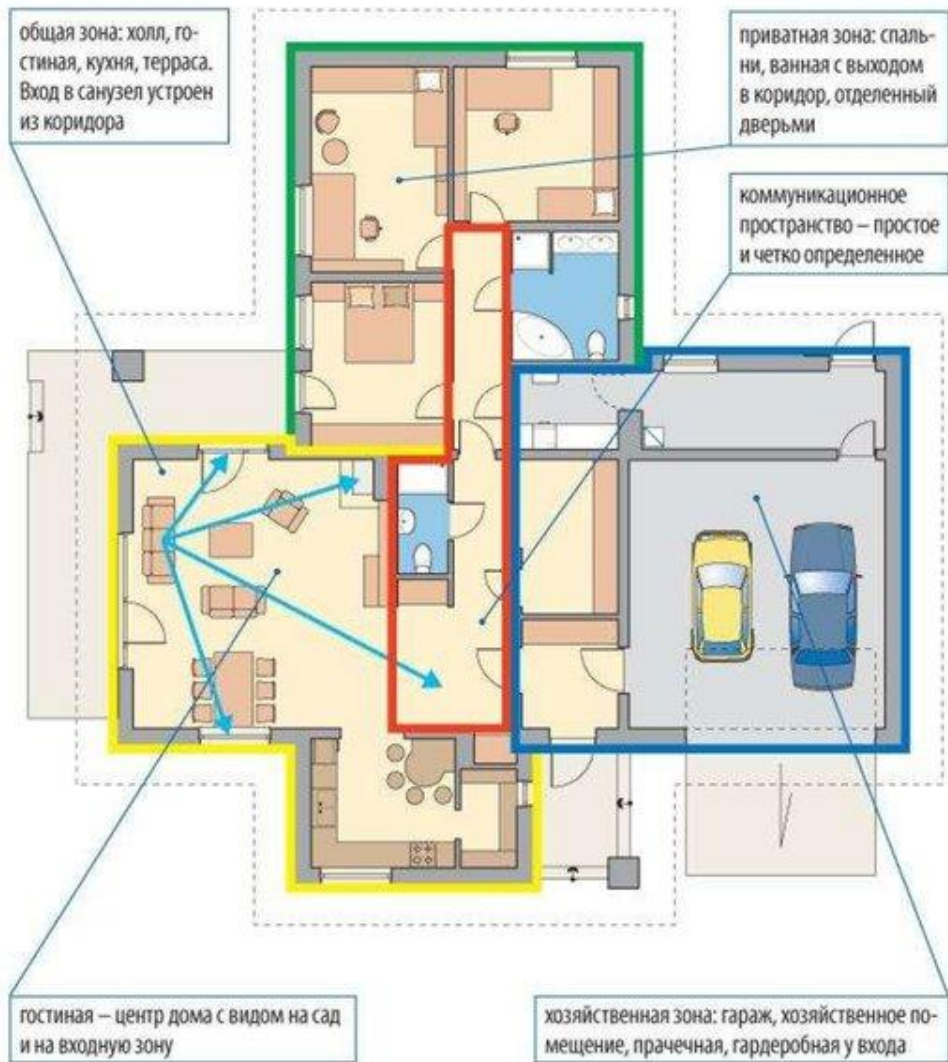 общая зона: холл, го-
стиная, кухня, терраса.
Вход в санузел устроен
из коридора
приватная зона: спаль-
ни, ванная с выходом
в коридор, отделенный
дверьми
коммуникационное
пространство – простое
и четко определенное
гостиная – центр дома с видом на сад
и на входную зону
хозяйственная зона: гараж, хозяйственное по-
мещение, прачечная, гардеробная у входа